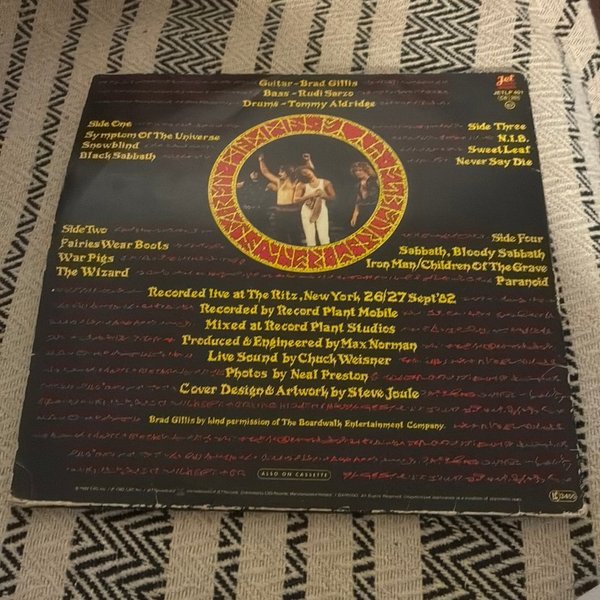 Guitar-Brad Gillis
Bass-Rudi Sarzo
Drums-Tommy Aldridge
Jet
JETLP 401
Side One
Symptom Of The Universe
Snowblind
Black Sabbath
Side Three
N.I.B.
Sweet Leaf
Never Say Die
Side Two
Fairies Wear Boots
War Pigs
The Wizard
Side Four
Sabbath, Bloody Sabbath
Iron Man/Children Of The Grave
Paranoid
Recorded live at The Ritz, New York 26/27 Sept '82
Recorded by Record Plant Mobile
Mixed at Record Plant Studios
Produced & Engineered by Max Norman
Live Sound by Chuck Weisner
Photos by Neal Preston
Cover Design & Artwork by Steve Joule
Brad Gillis by kind permission of The Boardwalk Entertainment Company.
ALSO ON CASSETTE